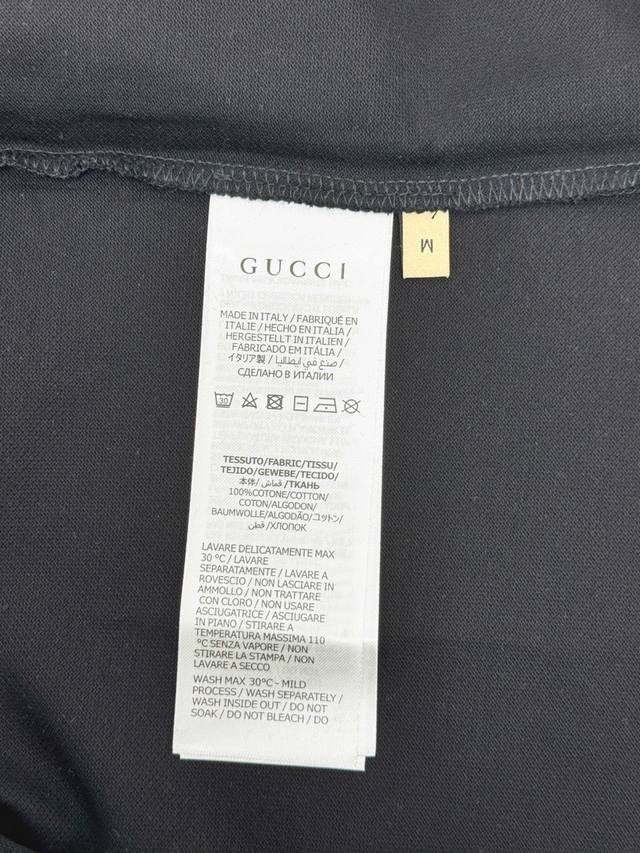 GUCCI
MADE IN ITALY / FABRIQUÉ EN
ITALIE / HECHO EN ITALIA /
HERGESTELLT IN ITALIEN /
FABRICADO EM ITÁLIA /
イタリア製 / صنع في ايطاليا /
СДЕЛАНО В ИТАЛИИ
30
TESSUTO/FABRIC/TISSU/
TEJIDO/GEWEBE/TECIDO/
本体/ قماش /ТКАНЬ
100%COTONE/COTTON/
COTON/ALGODON/
BAUMWOLLE/ALGODÃO/コットン/
قطن /ХЛОПОК
LAVARE DELICATAMENTE MAX
30 °C / LAVARE
SEPARATAMENTE / LAVARE A
ROVESCIO / NON LASCIARE IN
AMMOLLO / NON TRATTARE
CON CLORO / NON USARE
ASCIUGATRICE / ASCIUGARE
IN PIANO / STIRARE A
TEMPERATURA MASSIMA 110
°C SENZA VAPORE / NON
STIRARE LA STAMPA / NON
LAVARE A SECCO
WASH MAX 30°C - MILD
PROCESS / WASH SEPARATELY /
WASH INSIDE OUT / DO NOT
SOAK / DO NOT BLEACH / DO
M